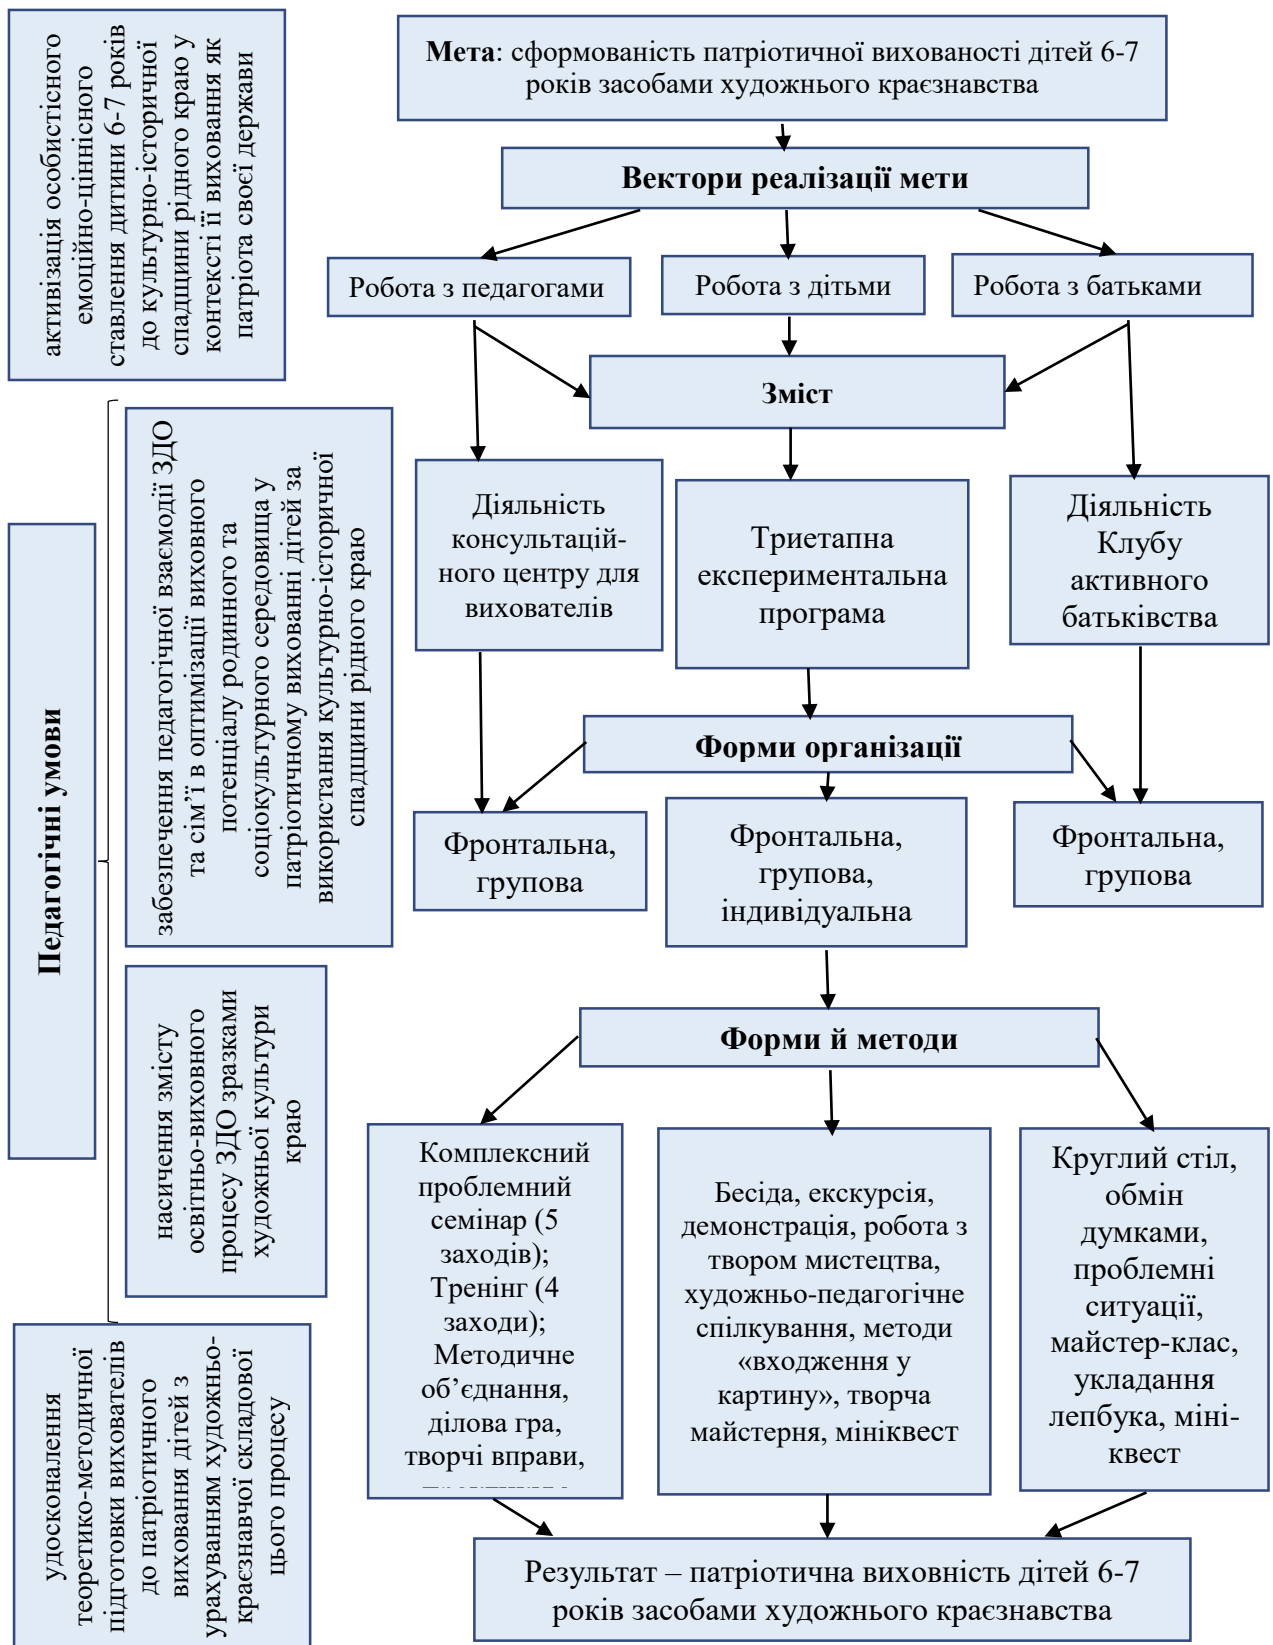 активізація особистісного
емоційно-ціннісного
ставлення дитини 6-7 років
до культурно-історичної
спадщини рідного краю у
контексті її виховання як
патріота своєї держави
Педагогічні умови
забезпечення педагогічної взаємодії ЗДО
та сім’ї в оптимізації виховного
потенціалу родинного та
соціокультурного середовища у
патріотичному вихованні дітей за
використання культурно-історичної
спадщини рідного краю
насичення змісту
освітньо-виховного
процесу ЗДО зразками
художньої культури
краю
удосконалення
теоретико-методичної
підготовки вихователів
до патріотичного
виховання дітей з
урахуванням художньо-
краєзнавчої складової
цього процесу
Мета: сформованість патріотичної вихованості дітей 6-7
років засобами художнього краєзнавства
Вектори реалізації мети
Робота з педагогами
Робота з дітьми
Робота з батьками
Зміст
Діяльність
консультацій-
ного центру для
вихователів
Триетапна
експериментальна
програма
Діяльність
Клубу
активного
батьківства
Форми організації
Фронтальна,
групова
Фронтальна,
групова,
індивідуальна
Фронтальна,
групова
Форми й методи
Комплексний
проблемний
семінар (5
заходів);
Тренінг (4
заходи);
Методичне
об’єднання,
ділова гра,
творчі вправи,
Бесіда, екскурсія,
демонстрація, робота з
твором мистецтва,
художньо-педагогічне
спілкування, методи
«входження у
картину», творча
майстерня, мініквест
Круглий стіл,
обмін
думками,
проблемні
ситуації,
майстер-клас,
укладання
лепбука, міні-
квест
Результат – патріотична виховність дітей 6-7
років засобами художнього краєзнавства